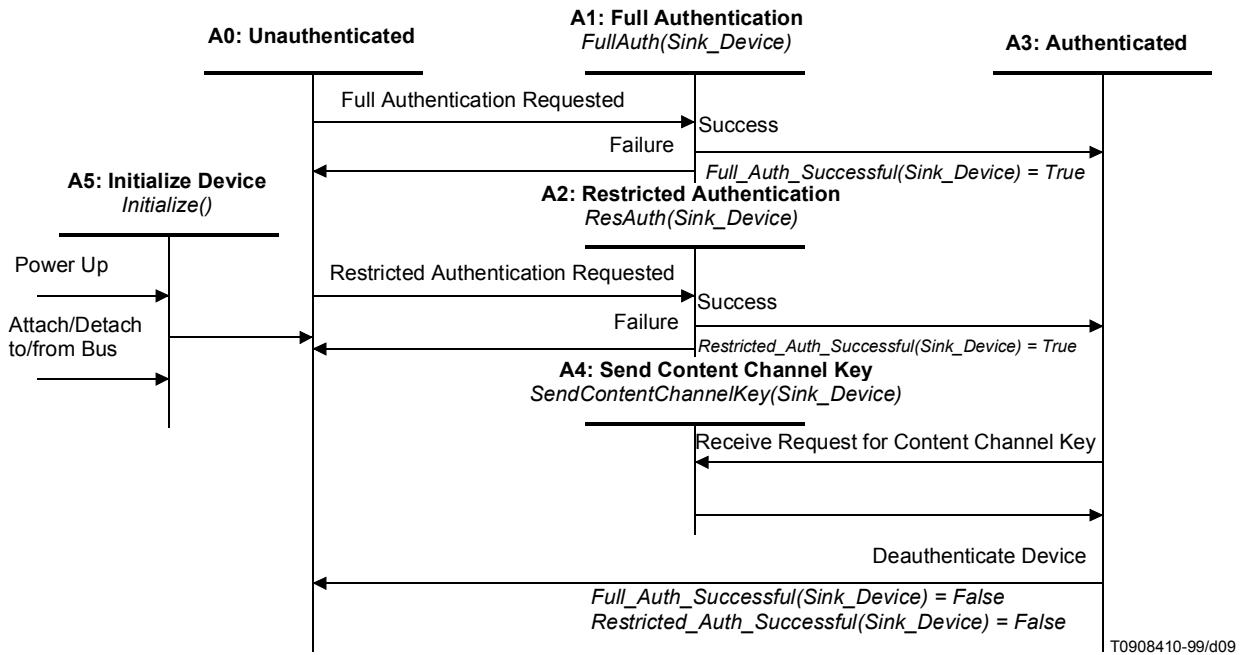 A1: Full Authentication
FullAuth(Sink_Device)
A0: Unauthenticated
A3: Authenticated
Full Authentication Requested
Success
Failure
Full_Auth_Successful(Sink_Device) = True
A5: Initialize Device
Initialize()
A2: Restricted Authentication
ResAuth(Sink_Device)
Power Up
Restricted Authentication Requested
Success
Attach/Detach
to/from Bus
Failure
Restricted_Auth_Successful(Sink_Device) = True
A4: Send Content Channel Key
SendContentChannelKey(Sink_Device)
Receive Request for Content Channel Key
Deauthenticate Device
Full_Auth_Successful(Sink_Device) = False
Restricted_Auth_Successful(Sink_Device) = False
T0908410-99/d09